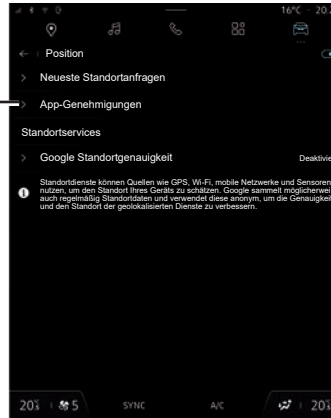 16°C 20:
Position
Neueste Standortanfragen
App-Genehmigungen
Standortservices
Google Standortgenauigkeit Deaktivie
Standortdienste können Quellen wie GPS, Wi-Fi, mobile Netzwerke und Sensoren
nutzen, um den Standort Ihres Geräts zu schätzen. Google sammelt möglicherwei
auch regelmäßig Standortdaten und verwendet diese anonym, um die Genauigkei
und den Standort der geolokalisierten Dienste zu verbessern.
20 5 SYNC A/C 20